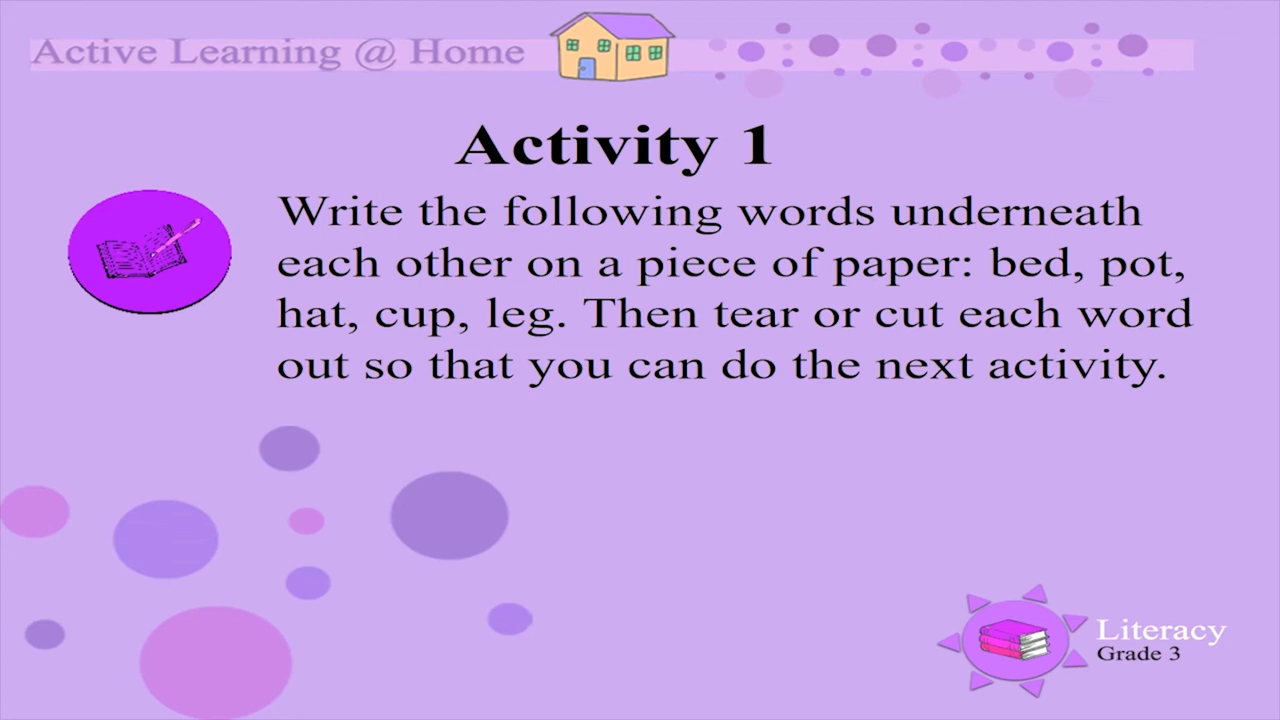 Active Learning @ Home
Activity 1
Write the following words underneath
each other on a piece of paper: bed, pot,
hat, cup, leg. Then tear or cut each word
out so that you can do the next activity.
Literacy
Grade 3